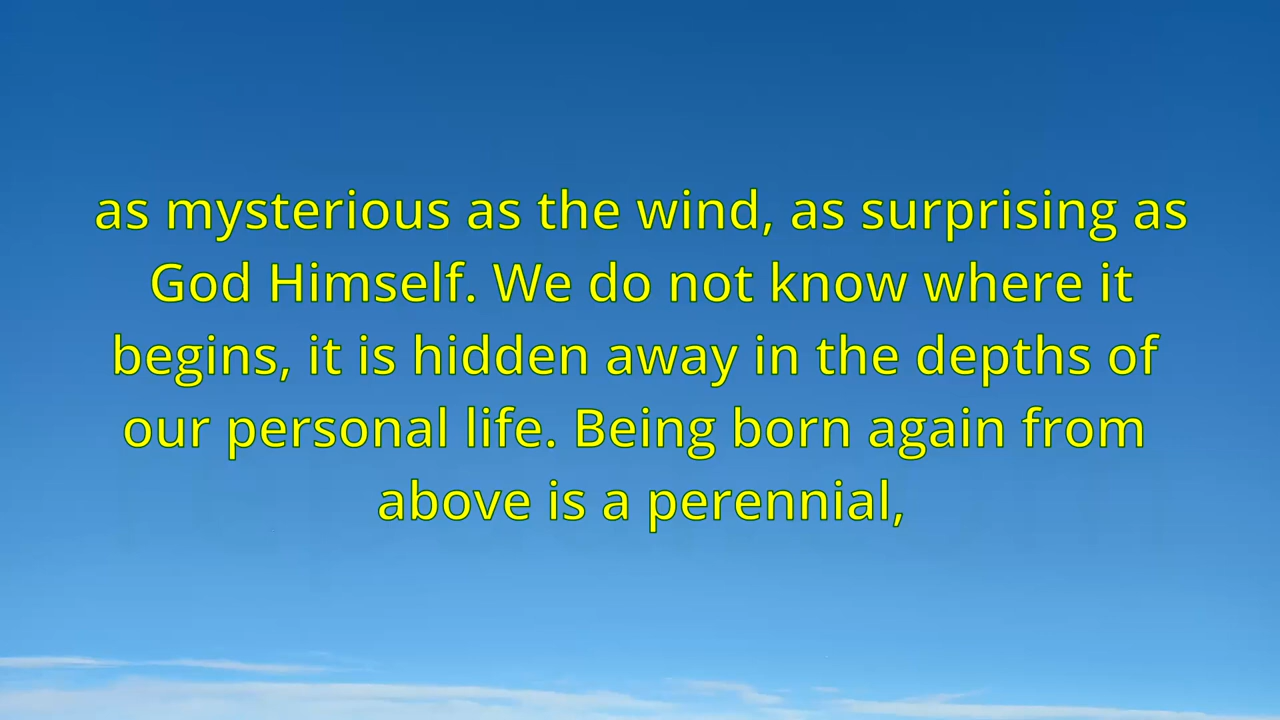 as mysterious as the wind, as surprising as
God Himself. We do not know where it
begins, it is hidden away in the depths of
our personal life. Being born again from
above is a perennial,